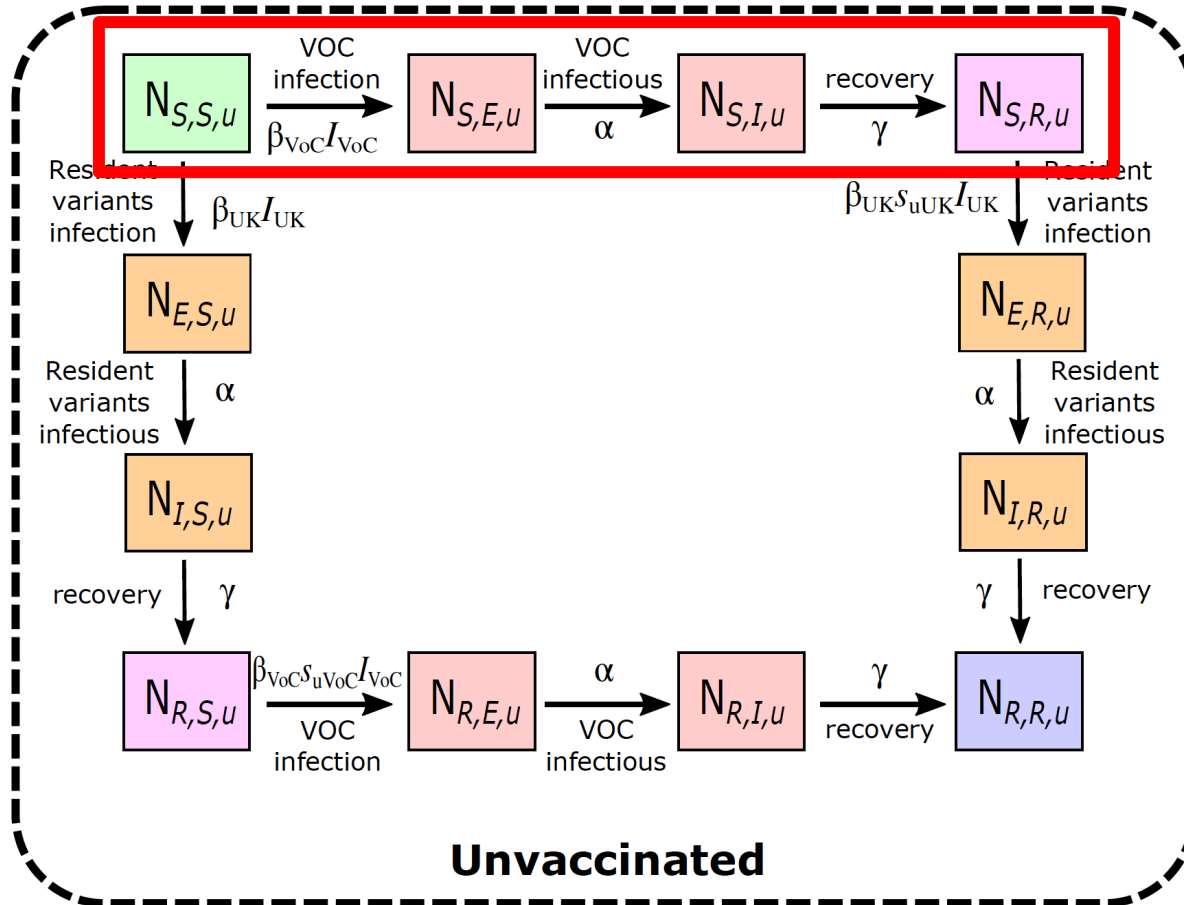 VOC
infection
VOC
infectious
recovery
N_{S,S,u}
N_{S,E,u}
N_{S,I,u}
N_{S,R,u}
β_{VoC}I_{VoC}
α
γ
Resident
variants
infection
β_{UK}I_{UK}
β_{UK}s_{uUK}I_{UK}
Resident
variants
infection
N_{E,S,u}
N_{E,R,u}
Resident
variants
infectious
α
α
Resident
variants
infectious
N_{I,S,u}
N_{I,R,u}
recovery
γ
γ
recovery
N_{R,S,u}
β_{VoC}s_{uVoC}I_{VoC}
VOC
infection
N_{R,E,u}
α
VOC
infectious
N_{R,I,u}
γ
recovery
N_{R,R,u}
Unvaccinated